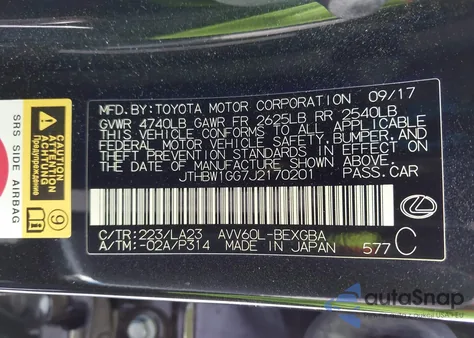 MFD. BY: TOYOTA MOTOR CORPORATION 09/17
GVWR 4740LB GAWR FR 2625LB RR 2540LB
THIS VEHICLE CONFORMS TO ALL APPLICABLE
FEDERAL MOTOR VEHICLE SAFETY, BUMPER, AND
THEFT PREVENTION STANDARDS IN EFFECT ON
THE DATE OF MANUFACTURE SHOWN ABOVE.
JTHBW1GG7J2170201 PASS.CAR
C/TR: 223/LA23 AVV60L-BEXGBA
A/TM: -02A/P314 MADE IN JAPAN 577 C
SRS SIDE AIRBAG
CAUTION
Предупреждение
9
autoSnap